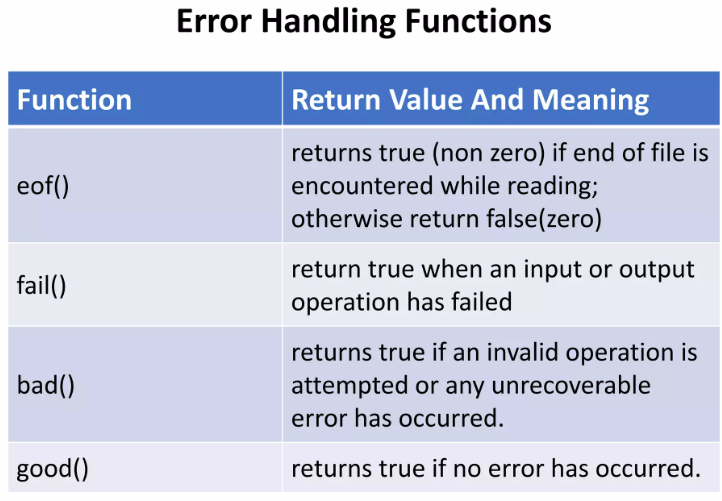 Error Handling Functions
Function
Return Value And Meaning
eof()
returns true (non zero) if end of file is
encountered while reading;
otherwise return false(zero)
fail()
return true when an input or output
operation has failed
bad()
returns true if an invalid operation is
attempted or any unrecoverable
error has occurred.
good()
returns true if no error has occurred.